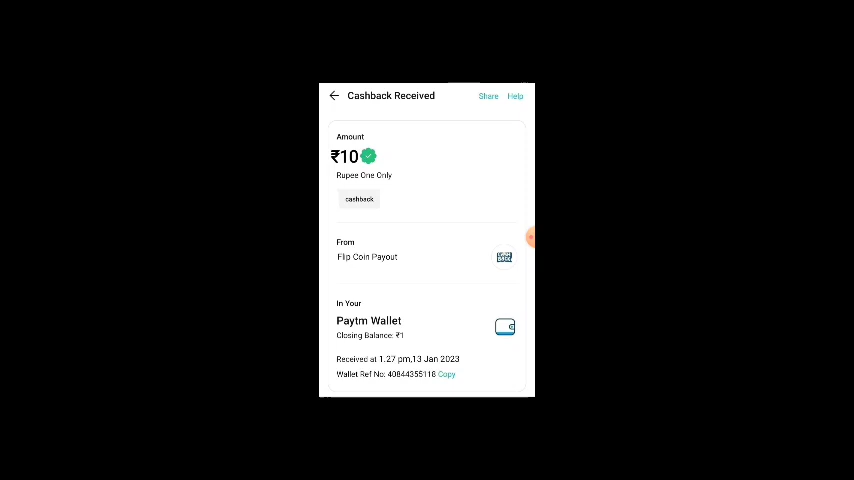 Cashback Received Share Help
Amount
₹10
Rupee One Only
cashback
From
Flip Coin Payout
In Your
Paytm Wallet
Closing Balance: ₹1
Received at 1.27 pm,13 Jan 2023
Wallet Ref No: 40844355118 Copy